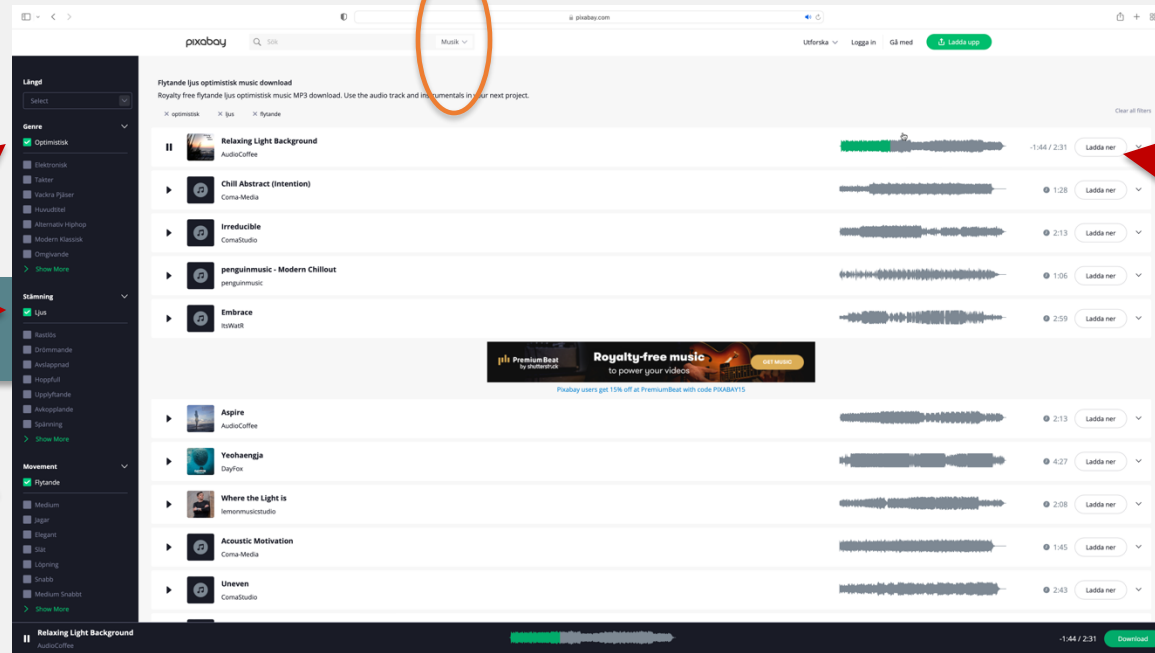 pixabay.com
pixabay
Sök
Musik
Utforska
Logga in
Gå med
Ladda upp
Längd
Select
Genre
Optimistisk
Elektronisk
Takter
Vackra Pjäser
Huvudtitel
Alternativ Hiphop
Modern Klassisk
Omgivande
Show More
Stämning
Ljus
Rastlös
Drömmande
Avslappnad
Hoppfull
Upplyftande
Avkopplande
Spänning
Show More
Movement
Flytande
Medium
Jagar
Elegant
Slät
Löpning
Snabb
Medium Snabbt
Show More
Flytande ljus optimistisk music download
Royalty free flytande ljus optimistisk music MP3 download. Use the audio track and instrumentals in your next project.
× optimistisk × ljus × flytande
Clear all filters
Relaxing Light Background
AudioCoffee
-1:44 / 2:31 Ladda ner
Chill Abstract (Intention)
Coma-Media
1:28 Ladda ner
Irreducible
ComaStudio
2:13 Ladda ner
penguinmusic - Modern Chillout
penguinmusic
1:06 Ladda ner
Embrace
ItsWatR
2:59 Ladda ner
PremiumBeat
by shutterstock
Royalty-free music
to power your videos
GET MUSIC
Pixabay users get 15% off at PremiumBeat with code PIXABAY15
Aspire
AudioCoffee
2:13 Ladda ner
Yeohaengja
DayFox
4:27 Ladda ner
Where the Light is
lemonmusicstudio
2:08 Ladda ner
Acoustic Motivation
Coma-Media
1:45 Ladda ner
Uneven
ComaStudio
2:43 Ladda ner
Relaxing Light Background
AudioCoffee
-1:44 / 2:31 Download